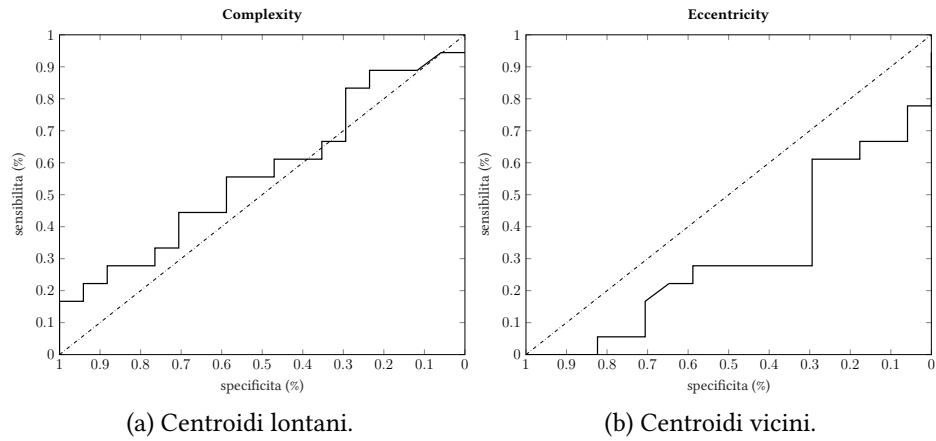 Complexity
1
0.9
0.8
0.7
0.6
0.5
0.4
0.3
0.2
0.1
0
sensibilita (%)
1 0.9 0.8 0.7 0.6 0.5 0.4 0.3 0.2 0.1 0
specificita (%)
(a) Centroidi lontani.
Eccentricity
1
0.9
0.8
0.7
0.6
0.5
0.4
0.3
0.2
0.1
0
sensibilita (%)
1 0.9 0.8 0.7 0.6 0.5 0.4 0.3 0.2 0.1 0
specificita (%)
(b) Centroidi vicini.